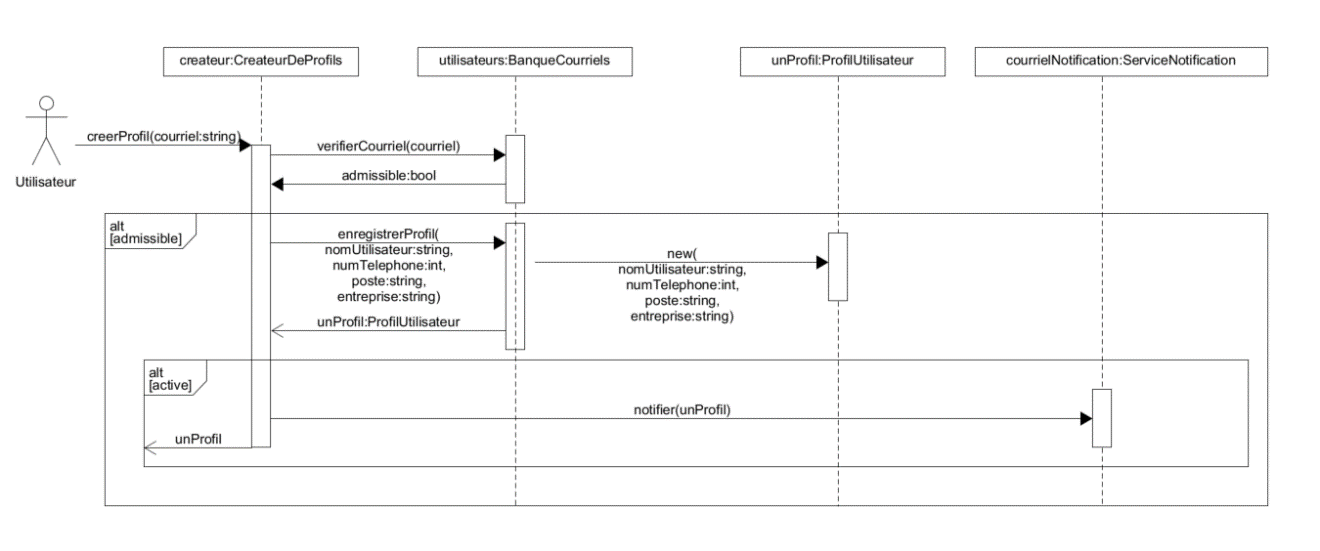 createur:CreateurDeProfils
utilisateurs:BanqueCourriels
unProfil:ProfilUtilisateur
courrielNotification:ServiceNotification
creerProfil(courriel:string)
Utilisateur
verifierCourriel(courriel)
admissible:bool
alt
[admissible]
enregistrerProfil(
nomUtilisateur:string,
numTelephone:int,
poste:string,
entreprise:string)
new(
nomUtilisateur:string,
numTelephone:int,
poste:string,
entreprise:string)
unProfil:ProfilUtilisateur
alt
[active]
notifier(unProfil)
unProfil